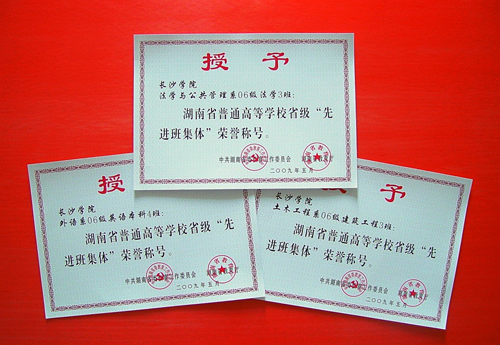 授 予
长沙学院
法学与公共管理系06级法学3班:
湖南省普通高等学校省级“先
进班集体”荣誉称号。
二○○九年五月
授
长沙学院
外语系06级英语本科4班:
湖南省普通高等学校省级“先
进班集体”荣誉称号。
二○○九年五月
授 予
长沙学院
土木工程系06级建筑工程3班:
湖南省普通高等学校省级“先
进班集体”荣誉称号。
二○○九年五月